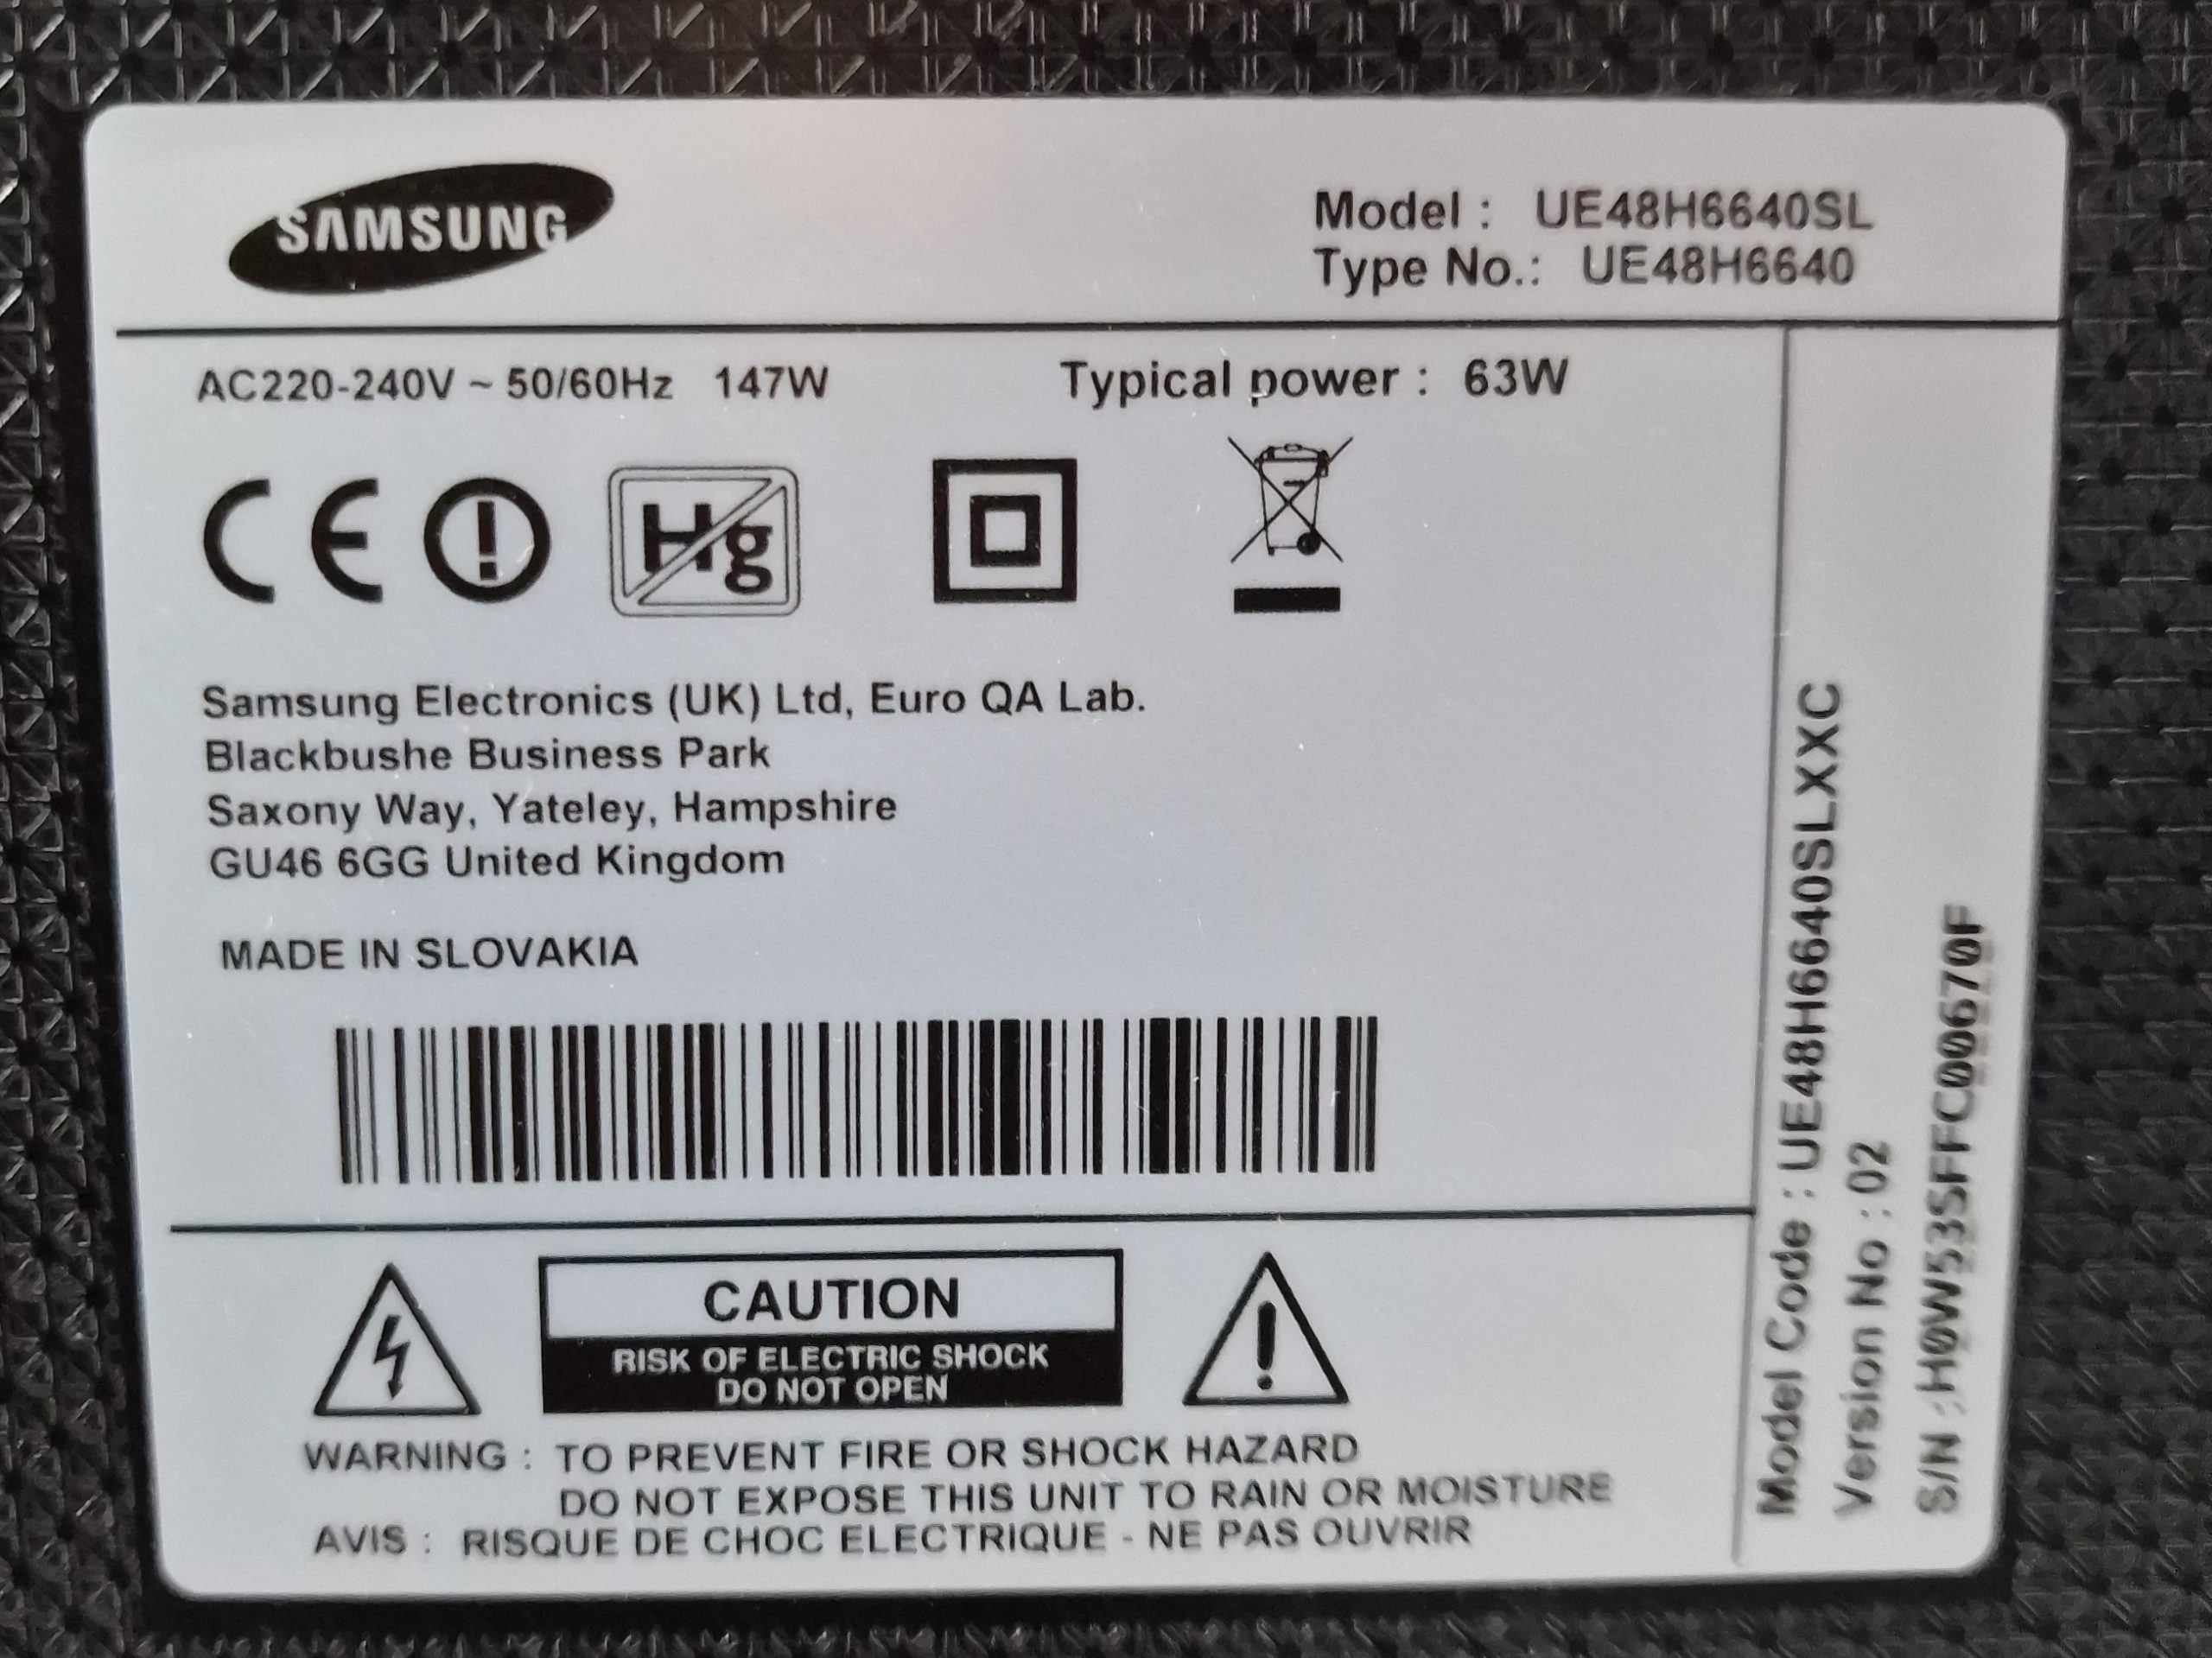 SAMSUNG
Model : UE48H6640SL
Type No.: UE48H6640
AC220-240V ~ 50/60Hz 147W
Typical power : 63W
CE
Hg
Samsung Electronics (UK) Ltd, Euro QA Lab.
Blackbushe Business Park
Saxony Way, Yateley, Hampshire
GU46 6GG United Kingdom
MADE IN SLOVAKIA
CAUTION
RISK OF ELECTRIC SHOCK
DO NOT OPEN
WARNING : TO PREVENT FIRE OR SHOCK HAZARD
DO NOT EXPOSE THIS UNIT TO RAIN OR MOISTURE
AVIS : RISQUE DE CHOC ELECTRIQUE - NE PAS OUVRIR
Model Code : UE48H6640SLXXC
Version No : 02
S/N : H0W53SFFC00670F